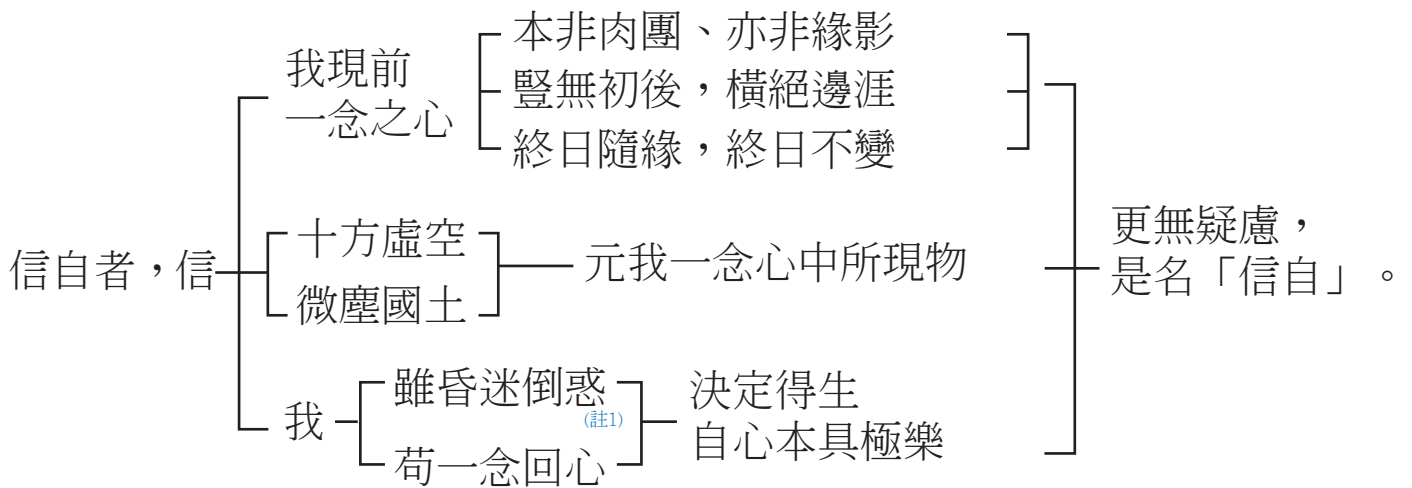 信自者，信
我現前
一念之心
本非肉團、亦非緣影
豎無初後，橫絕邊涯
終日隨緣，終日不變
十方虛空
微塵國土
元我一念心中所現物
我
雖昏迷倒惑
(註1)
苟一念回心
決定得生
自心本具極樂
更無疑慮，
是名「信自」。